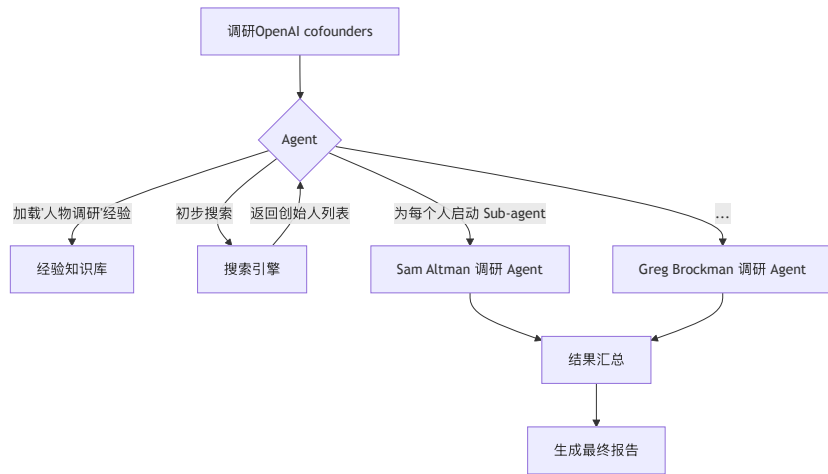 调研OpenAI cofounders
Agent
加载'人物调研'经验
初步搜索
返回创始人列表
为每个人启动 Sub-agent
...
经验知识库
搜索引擎
Sam Altman 调研 Agent
Greg Brockman 调研 Agent
结果汇总
生成最终报告